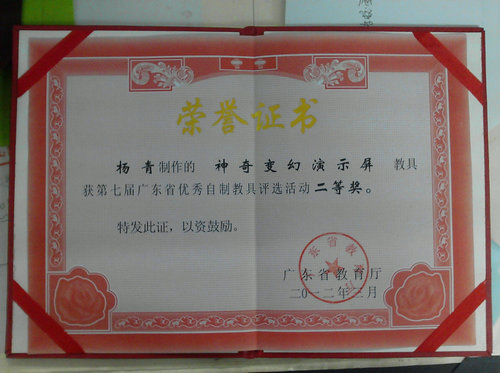 荣誉证书
杨青制作的 神奇变幻演示屏 教具
获第七届广东省优秀自制教具评选活动二等奖。
特发此证，以资鼓励。
广东省教育厅
二〇一二年三月